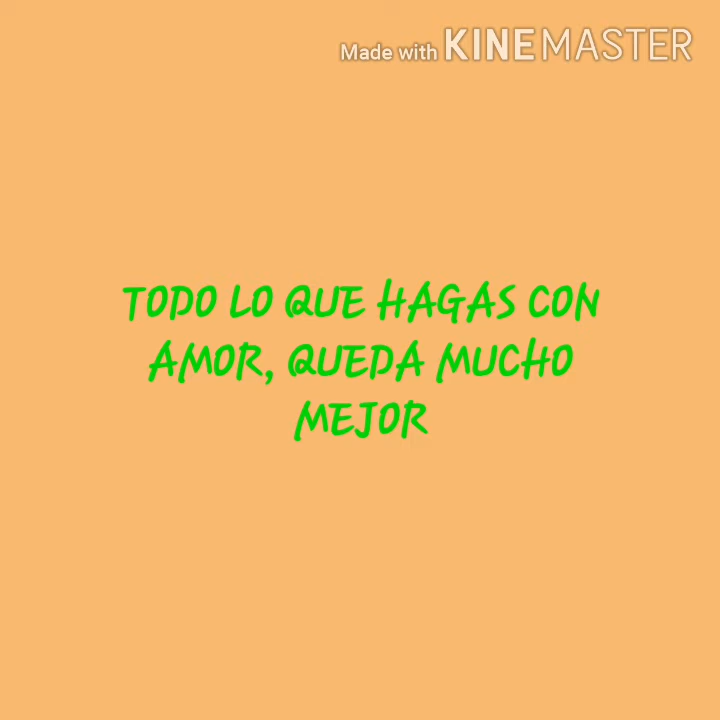 Made with KINEMASTER
TODO LO QUE HAGAS CON
AMOR, QUEDA MUCHO
MEJOR